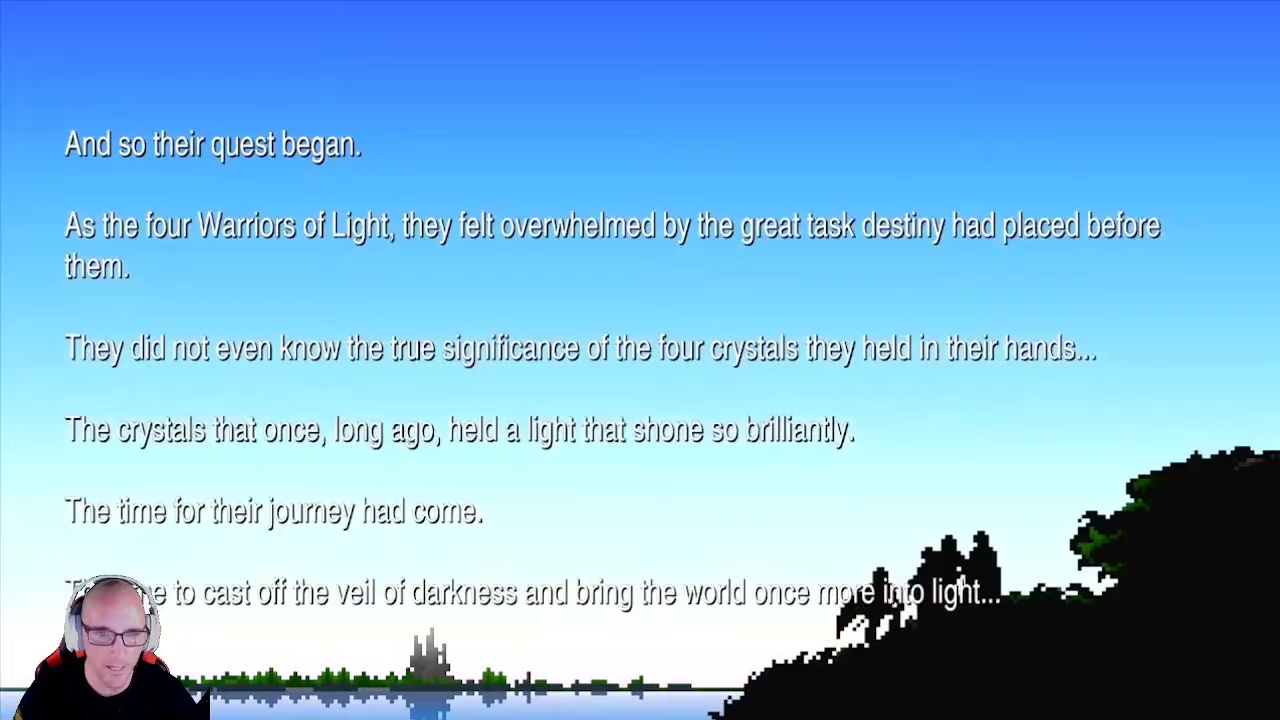 And so their quest began.
As the four Warriors of Light, they felt overwhelmed by the great task destiny had placed before
them.
They did not even know the true significance of the four crystals they held in their hands...
The crystals that once, long ago, held a light that shone so brilliantly.
The time for their journey had come.
to cast off the veil of darkness and bring the world once more into light...